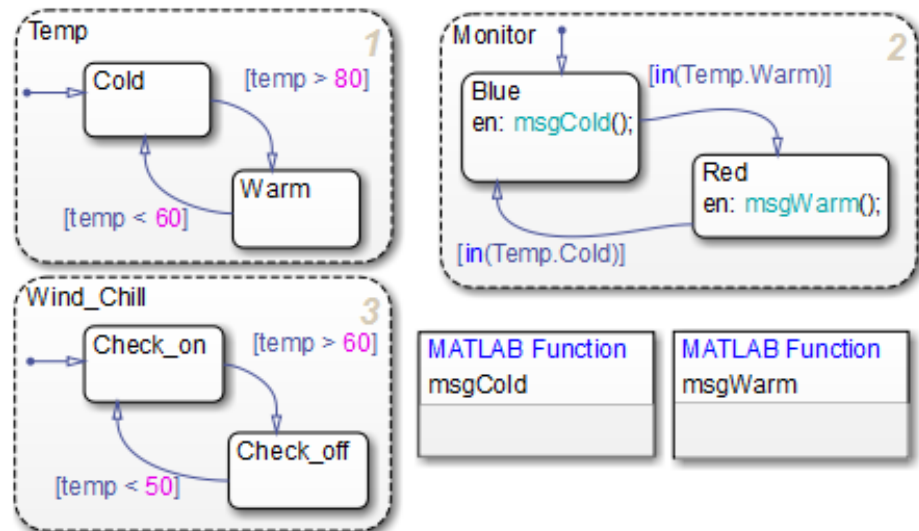 Temp
1
Cold
[temp > 80]
Warm
[temp < 60]
Monitor
2
[in(Temp.Warm)]
Blue
en: msgCold();
Red
en: msgWarm();
[in(Temp.Cold)]
Wind_Chill
3
Check_on
[temp > 60]
Check_off
[temp < 50]
MATLAB Function
msgCold
MATLAB Function
msgWarm